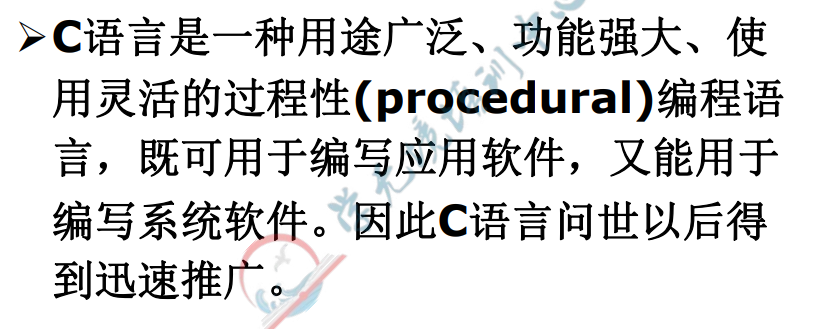 ➢C语言是一种用途广泛、功能强大、使
用灵活的过程性(procedural)编程语
言，既可用于编写应用软件，又能用于
编写系统软件。因此C语言问世以后得
到迅速推广。